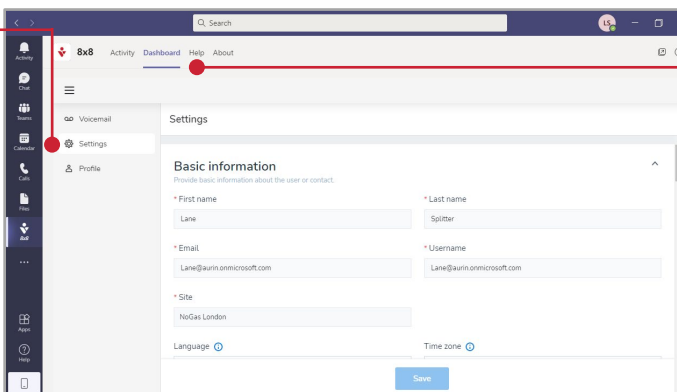 Search
LS
Activity
Chat
Teams
Calendar
Calls
Files
8x8
Apps
Help
8x8 Activity Dashboard Help About
Voicemail
Settings
Profile
Settings
Basic information
Provide basic information about the user or contact.
* First name * Last name
Lane Splitter
* Email * Username
Lane@aurin.onmicrosoft.com Lane@aurin.onmicrosoft.com
* Site
NoGas London
Language Time zone
Save